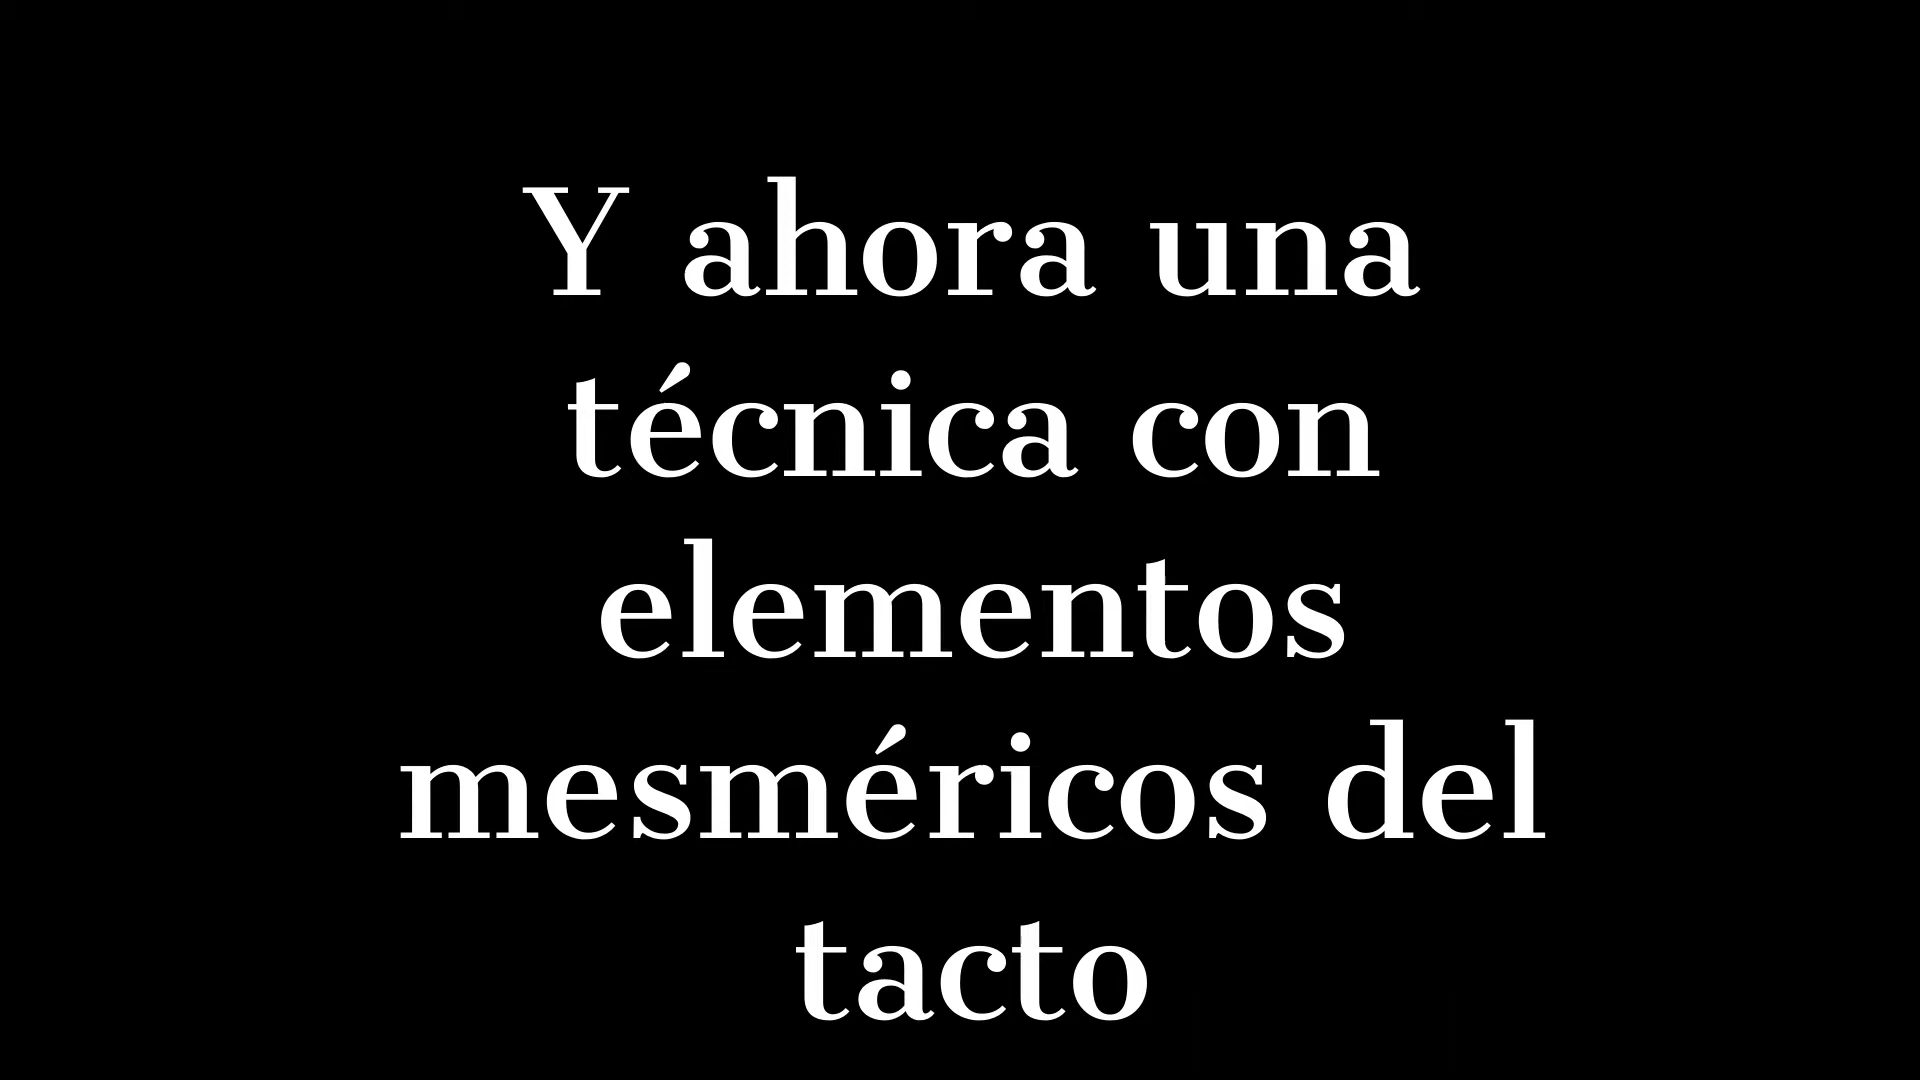 Y ahora una
técnica con
elementos
mesméricos del
tacto